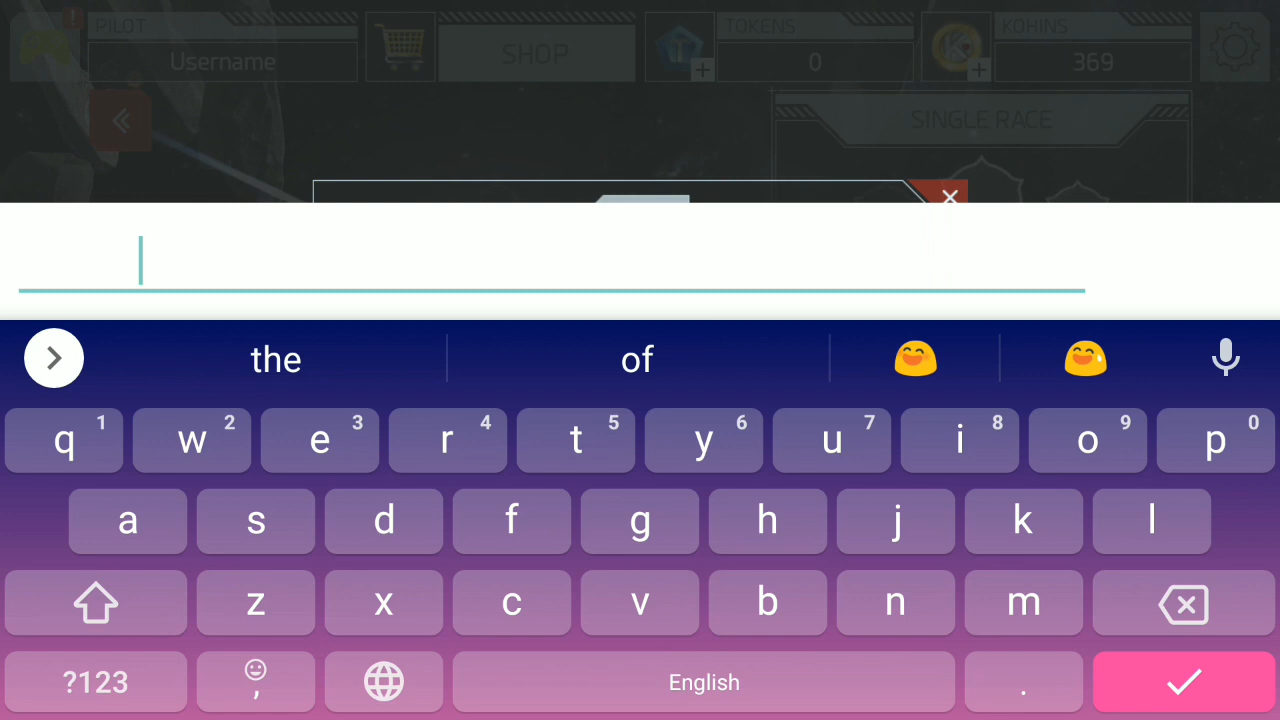 ! PILOT TOKENS KOHINS
Username SHOP 0 369
SINGLE RACE
the of
q 1 w 2 e 3 r 4 t 5 y 6 u 7 i 8 o 9 p 0
a s d f g h j k l
z x c v b n m
?123 , English .